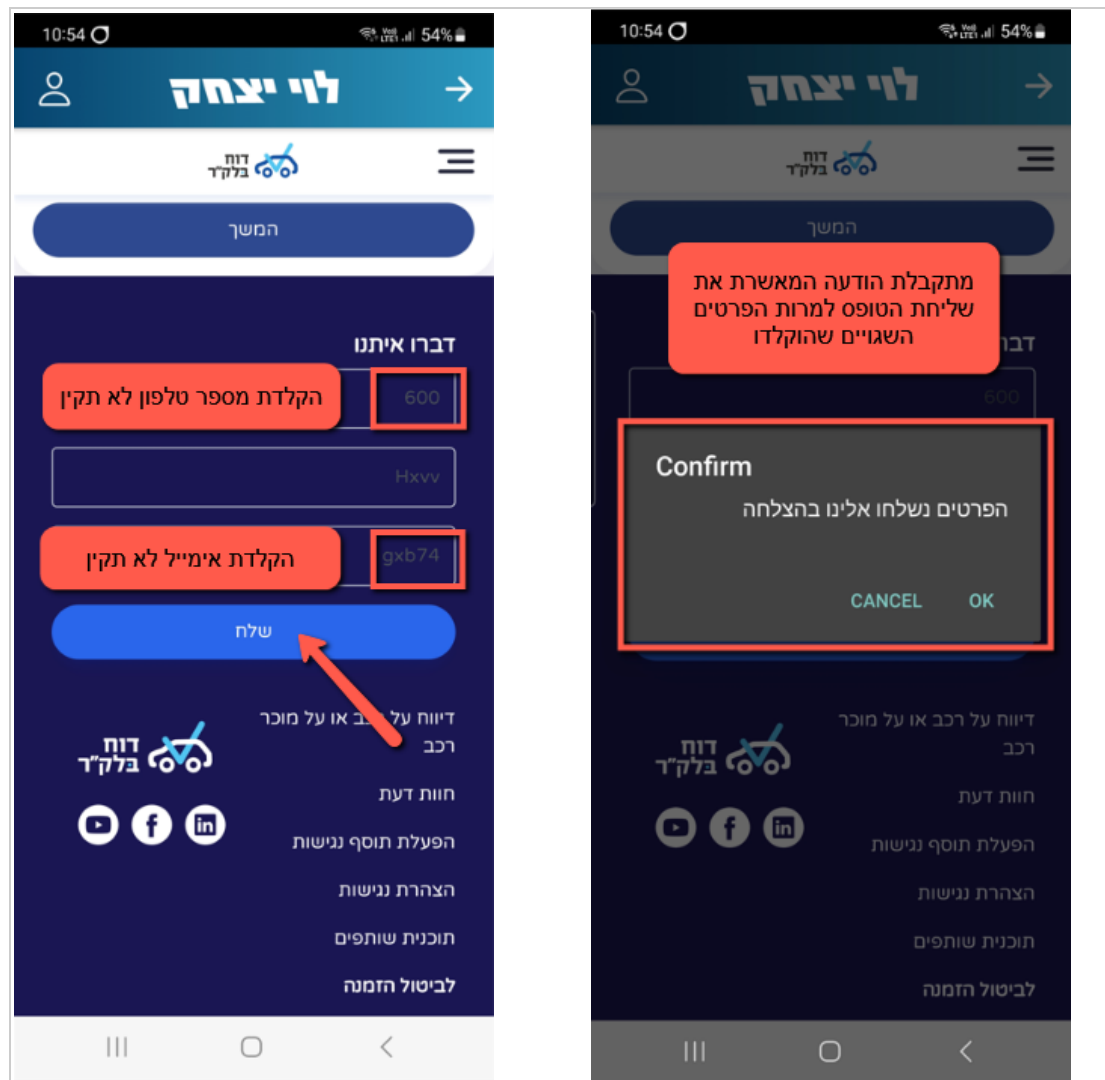 10:54
54%
לוי יצחק
דוח
בלק״ר
המשך
דברו איתנו
600
הקלדת מספר טלפון לא תקין
Hxvv
gxb74
הקלדת אימייל לא תקין
שלח
דיווח על רכב או על מוכר
רכב
דוח
בלק״ר
חוות דעת
הפעלת תוסף נגישות
הצהרת נגישות
תוכנית שותפים
לביטול הזמנה
10:54
54%
לוי יצחק
דוח
בלק״ר
המשך
מתקבלת הודעה המאשרת את
שליחת הטופס למרות הפרטים
השגויים שהוקלדו
600
Confirm
הפרטים נשלחו אלינו בהצלחה
CANCEL OK
דיווח על רכב או על מוכר
רכב
דוח
בלק״ר
חוות דעת
הפעלת תוסף נגישות
הצהרת נגישות
תוכנית שותפים
לביטול הזמנה